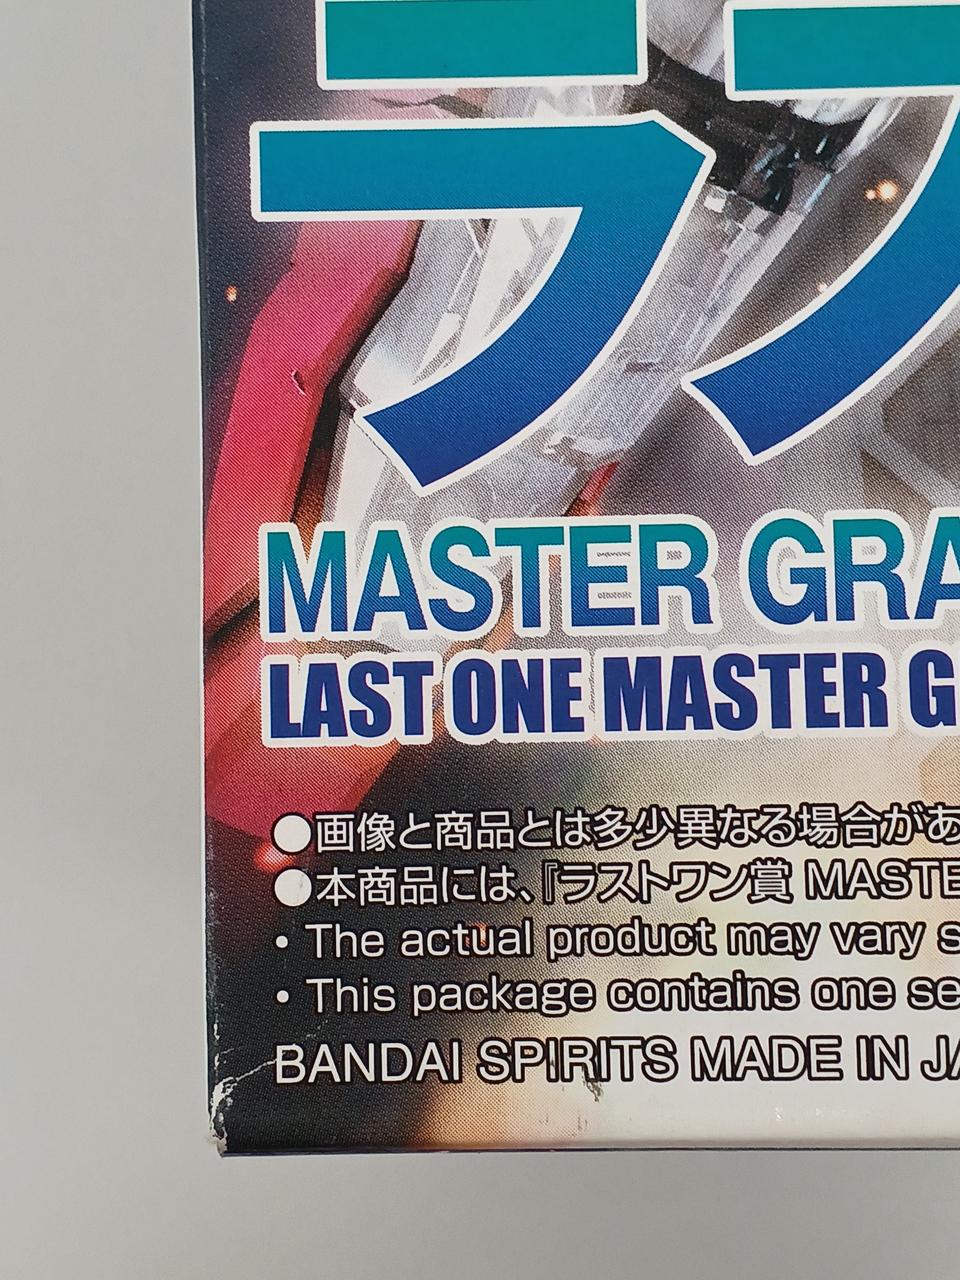 ラス
MASTER GRA
LAST ONE MASTER G
●画像と商品とは多少異なる場合があ
●本商品には、『ラストワン賞 MASTE
• The actual product may vary s
• This package contains one se
BANDAI SPIRITS MADE IN JA